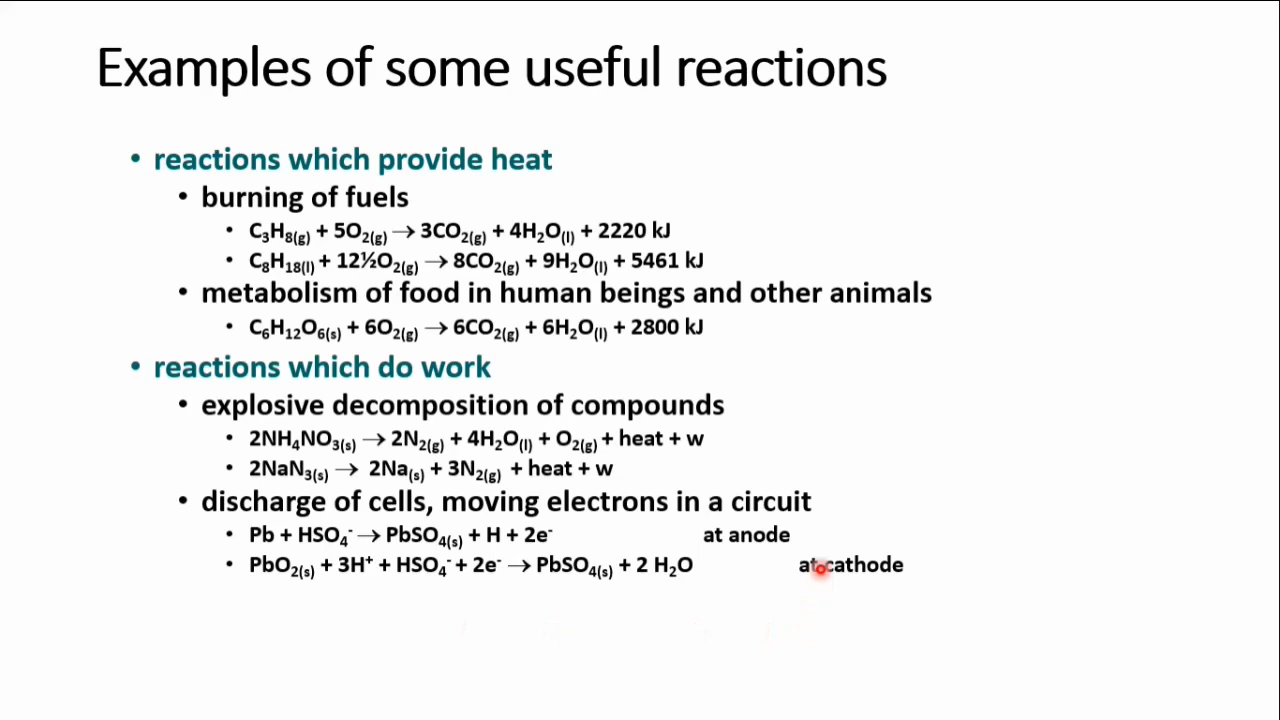 Examples of some useful reactions
• reactions which provide heat
• burning of fuels
• C₃H₈₍g₎ + 5O₂₍g₎ → 3CO₂₍g₎ + 4H₂O₍l₎ + 2220 kJ
• C₈H₁₈₍l₎ + 12½O₂₍g₎ → 8CO₂₍g₎ + 9H₂O₍l₎ + 5461 kJ
• metabolism of food in human beings and other animals
• C₆H₁₂O₆₍s₎ + 6O₂₍g₎ → 6CO₂₍g₎ + 6H₂O₍l₎ + 2800 kJ
• reactions which do work
• explosive decomposition of compounds
• 2NH₄NO₃₍s₎ → 2N₂₍g₎ + 4H₂O₍l₎ + O₂₍g₎ + heat + w
• 2NaN₃₍s₎ → 2Na₍s₎ + 3N₂₍g₎ + heat + w
• discharge of cells, moving electrons in a circuit
• Pb + HSO₄⁻ → PbSO₄₍s₎ + H + 2e⁻ at anode
• PbO₂₍s₎ + 3H⁺ + HSO₄⁻ + 2e⁻ → PbSO₄₍s₎ + 2 H₂O at cathode